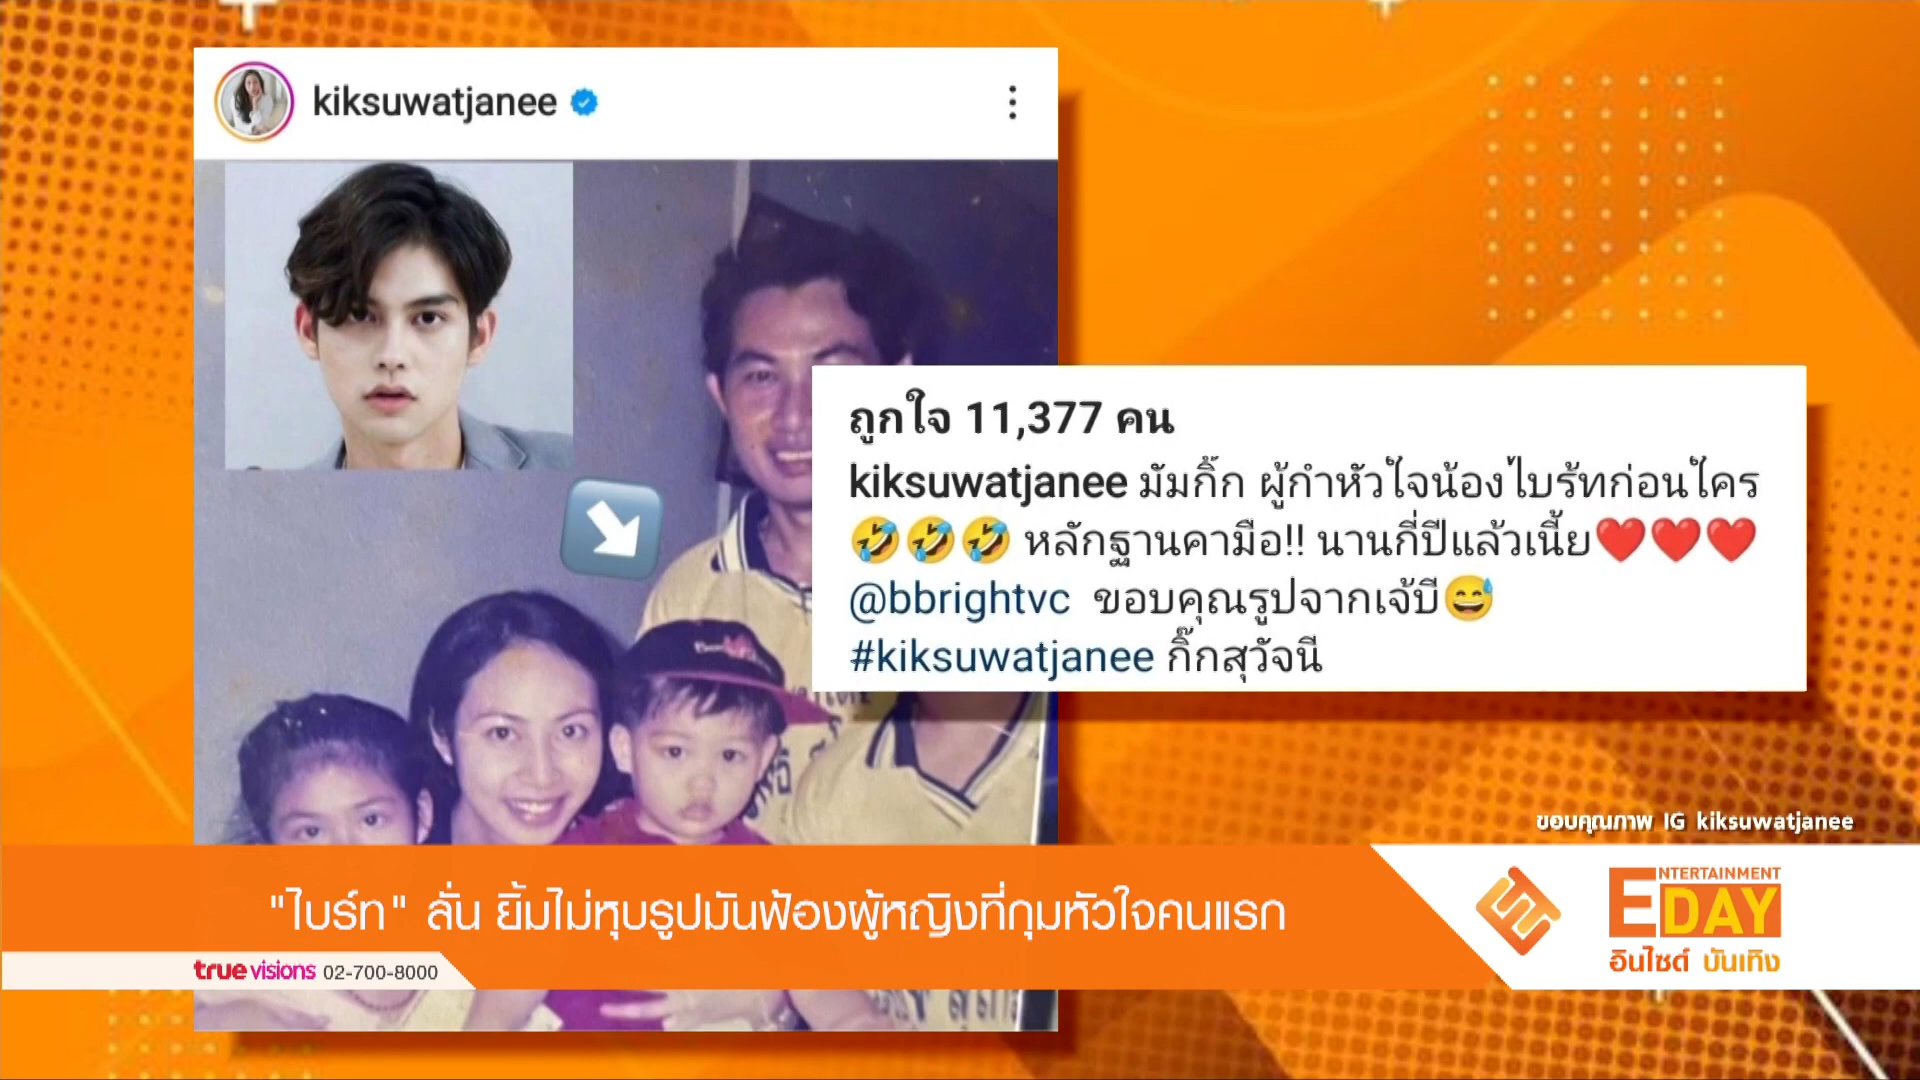 kiksuwatjanee
ถูกใจ 11,377 คน
kiksuwatjanee มัมกิ๊ก ผู้กำหัวใจน้องไบร้ทก่อนใคร
🤣🤣🤣 หลักฐานคามือ!! นานกี่ปีแล้วเนี้ย❤️❤️❤️
@bbrightvc ขอบคุณรูปจากเจ้บี😅
#kiksuwatjanee กิ๊กสุวัจนี
ขอบคุณภาพ IG kiksuwatjanee
"ไบร์ท" ลั่น ยิ้มไม่หุบรูปมันฟ้องผู้หญิงที่กุมหัวใจคนแรก
ENTERTAINMENT
DAY
อินไซด์ บันเทิง
truevisions 02-700-8000